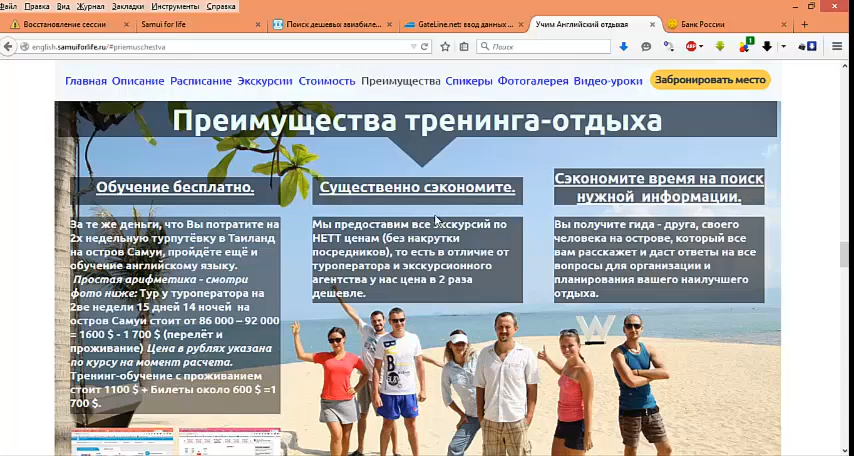 Файл Правка Вид Журнал Закладки Инструменты Справка
Восстановление сессии
Samui for life
Поиск дешевых авиабиле...
GateLine.net: ввод данных ...
Учим Английский отдыхая
Банк России
english.samuiforlife.ru/#priemuschestva
Поиск
ABP
1
Главная Описание Расписание Экскурсии Стоимость Преимущества Спикеры Фотогалерея Видео-уроки Забронировать место
Преимущества тренинга-отдыха
Обучение бесплатно.
За те же деньги, что Вы потратите на
2х недельную турпутёвку в Таиланд
на остров Самуи, пройдёте ещё и
обучение английскому языку.
Простая арифметика - смотри
фото ниже: Тур у туроператора на
2ве недели 15 дней 14 ночей на
остров Самуи стоит от 86 000 – 92 000
= 1600 $ - 1 700 $ (перелёт и
проживание) Цена в рублях указана
по курсу на момент расчета.
Тренинг-обучение с проживанием
стоит 1100 $ + Билеты около 600 $ =1
700 $.
Существенно сэкономите.
Мы предоставим все экскурсий по
НЕТТ ценам (без накрутки
посредников), то есть в отличие от
туроператора и экскурсионного
агентства у нас цена в 2 раза
дешевле.
Сэкономите время на поиск
нужной информации.
Вы получите гида - друга, своего
человека на острове, который все
вам расскажет и даст ответы на все
вопросы для организации и
планирования вашего наилучшего
отдыха.
W